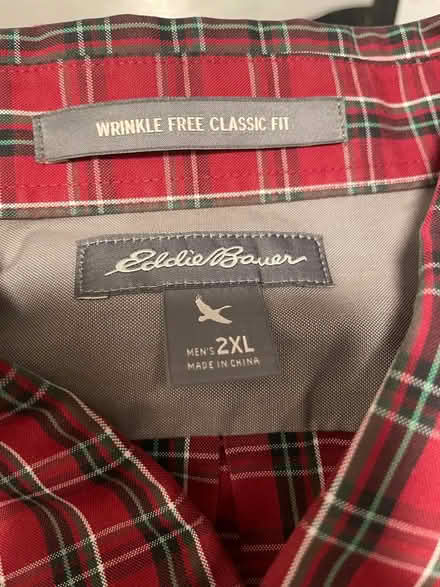 WRINKLE FREE CLASSIC FIT
Eddie Bauer
MEN'S 2XL
MADE IN CHINA